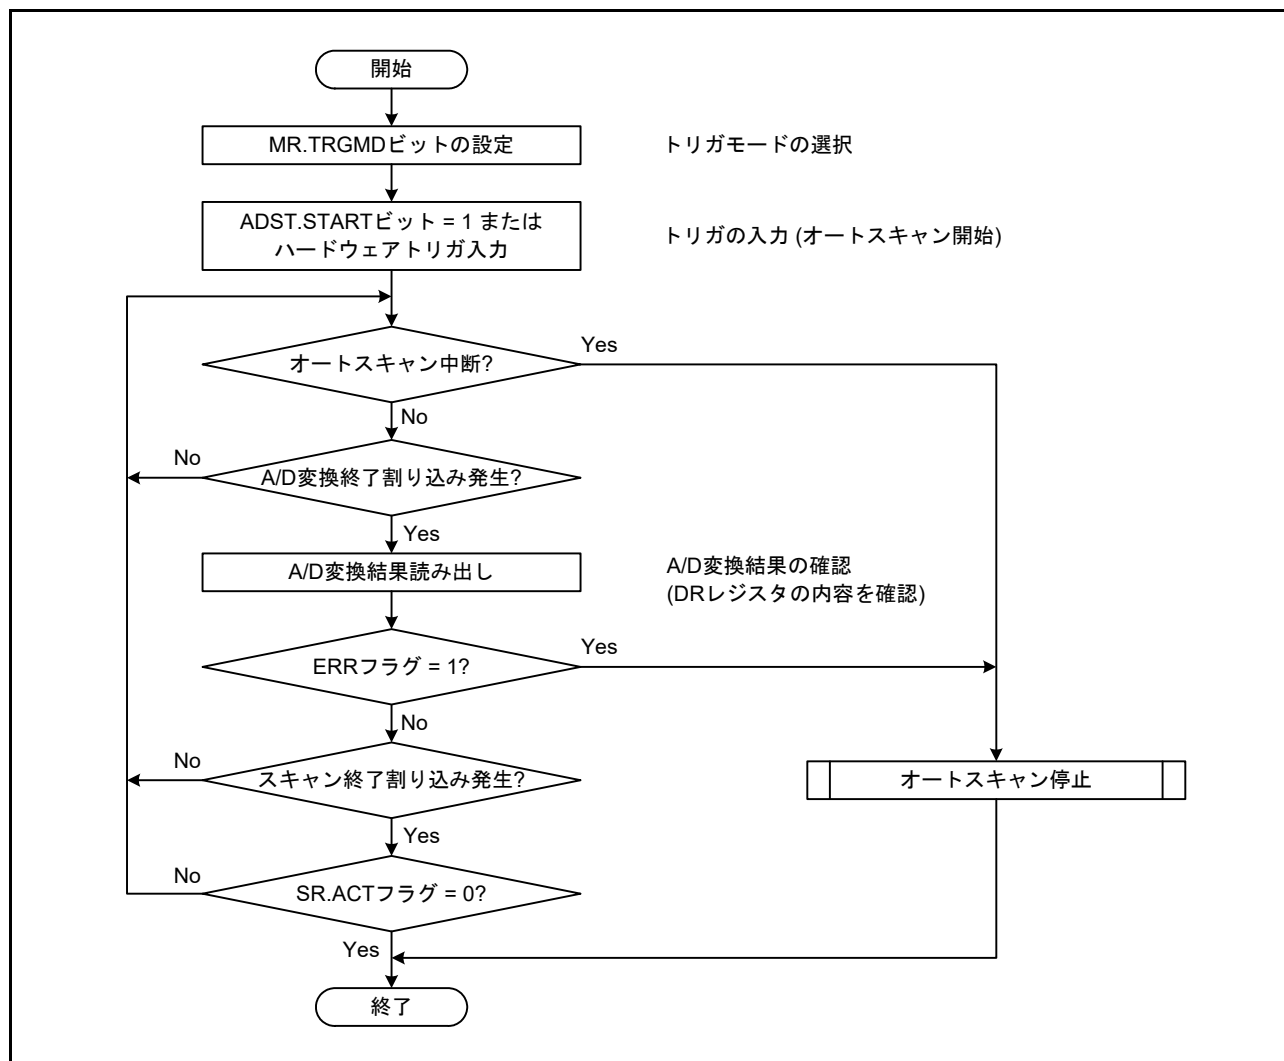 開始
MR.TRGMDビットの設定
トリガモードの選択
ADST.STARTビット = 1 または
ハードウェアトリガ入力
トリガの入力 (オートスキャン開始)
オートスキャン中断?
Yes
No
A/D変換終了割り込み発生?
No
Yes
A/D変換結果読み出し
A/D変換結果の確認
(DRレジスタの内容を確認)
ERRフラグ = 1?
Yes
No
スキャン終了割り込み発生?
No
Yes
オートスキャン停止
SR.ACTフラグ = 0?
No
Yes
終了